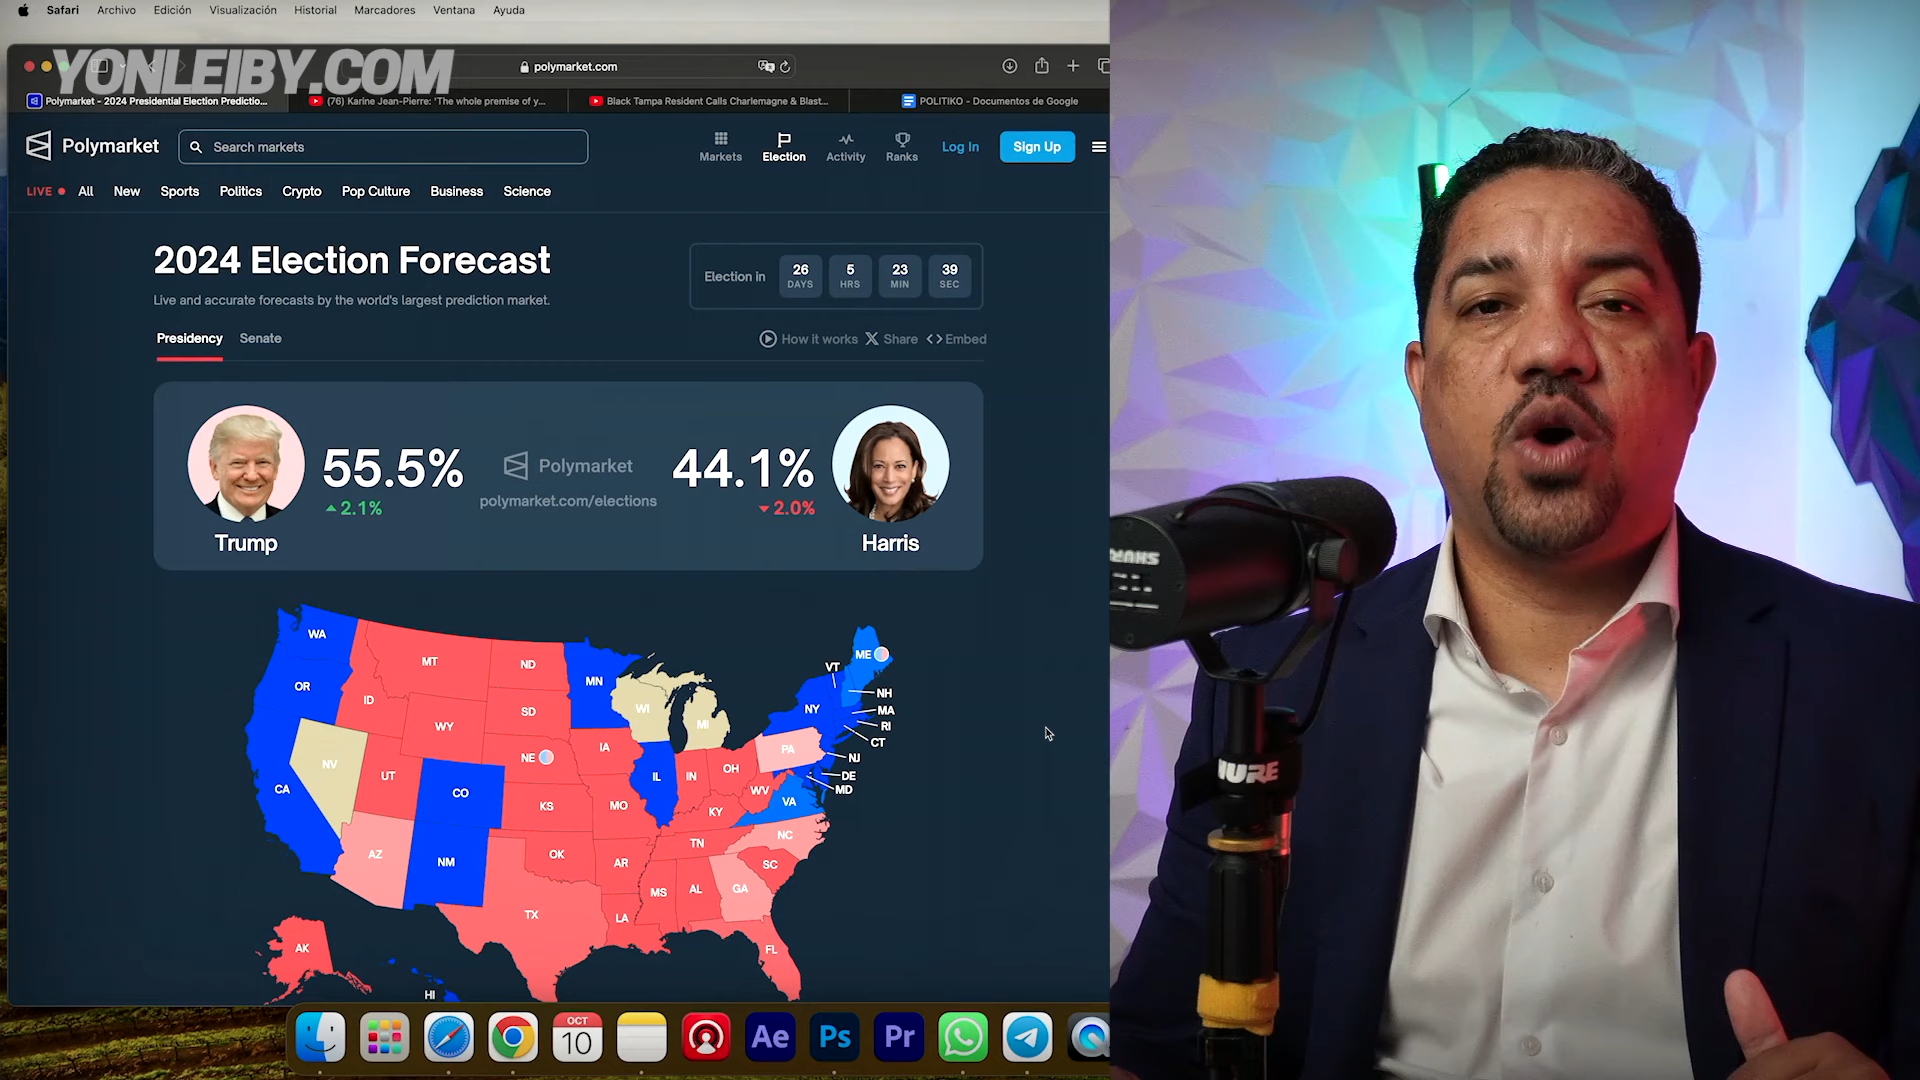 Safari Archivo Edición Visualización Historial Marcadores Ventana Ayuda
YONLEIBY.COM
polymarket.com
Polymarket - 2024 Presidential Election Predictio...
(76) Karine Jean-Pierre: 'The whole premise of y...
Black Tampa Resident Calls Charlemagne & Blast...
POLITIKO - Documentos de Google
Polymarket
Search markets
Markets
Election
Activity
Ranks
Log In
Sign Up
LIVE All New Sports Politics Crypto Pop Culture Business Science
2024 Election Forecast
Live and accurate forecasts by the world's largest prediction market.
Election in
26 DAYS
5 HRS
23 MIN
39 SEC
Presidency Senate
How it works Share Embed
55.5%
2.1%
Trump
Polymarket
polymarket.com/elections
44.1%
2.0%
Harris
WA
OR
CA
NV
ID
MT
WY
UT
AZ
CO
NM
ND
SD
NE
KS
OK
TX
MN
IA
MO
AR
LA
WI
IL
MI
IN
OH
KY
TN
MS
AL
GA
FL
SC
NC
VA
WV
PA
NY
VT
ME
NH
MA
RI
CT
NJ
DE
MD
AK
HI
OCT
10
Ae
Ps
Pr
SHURE